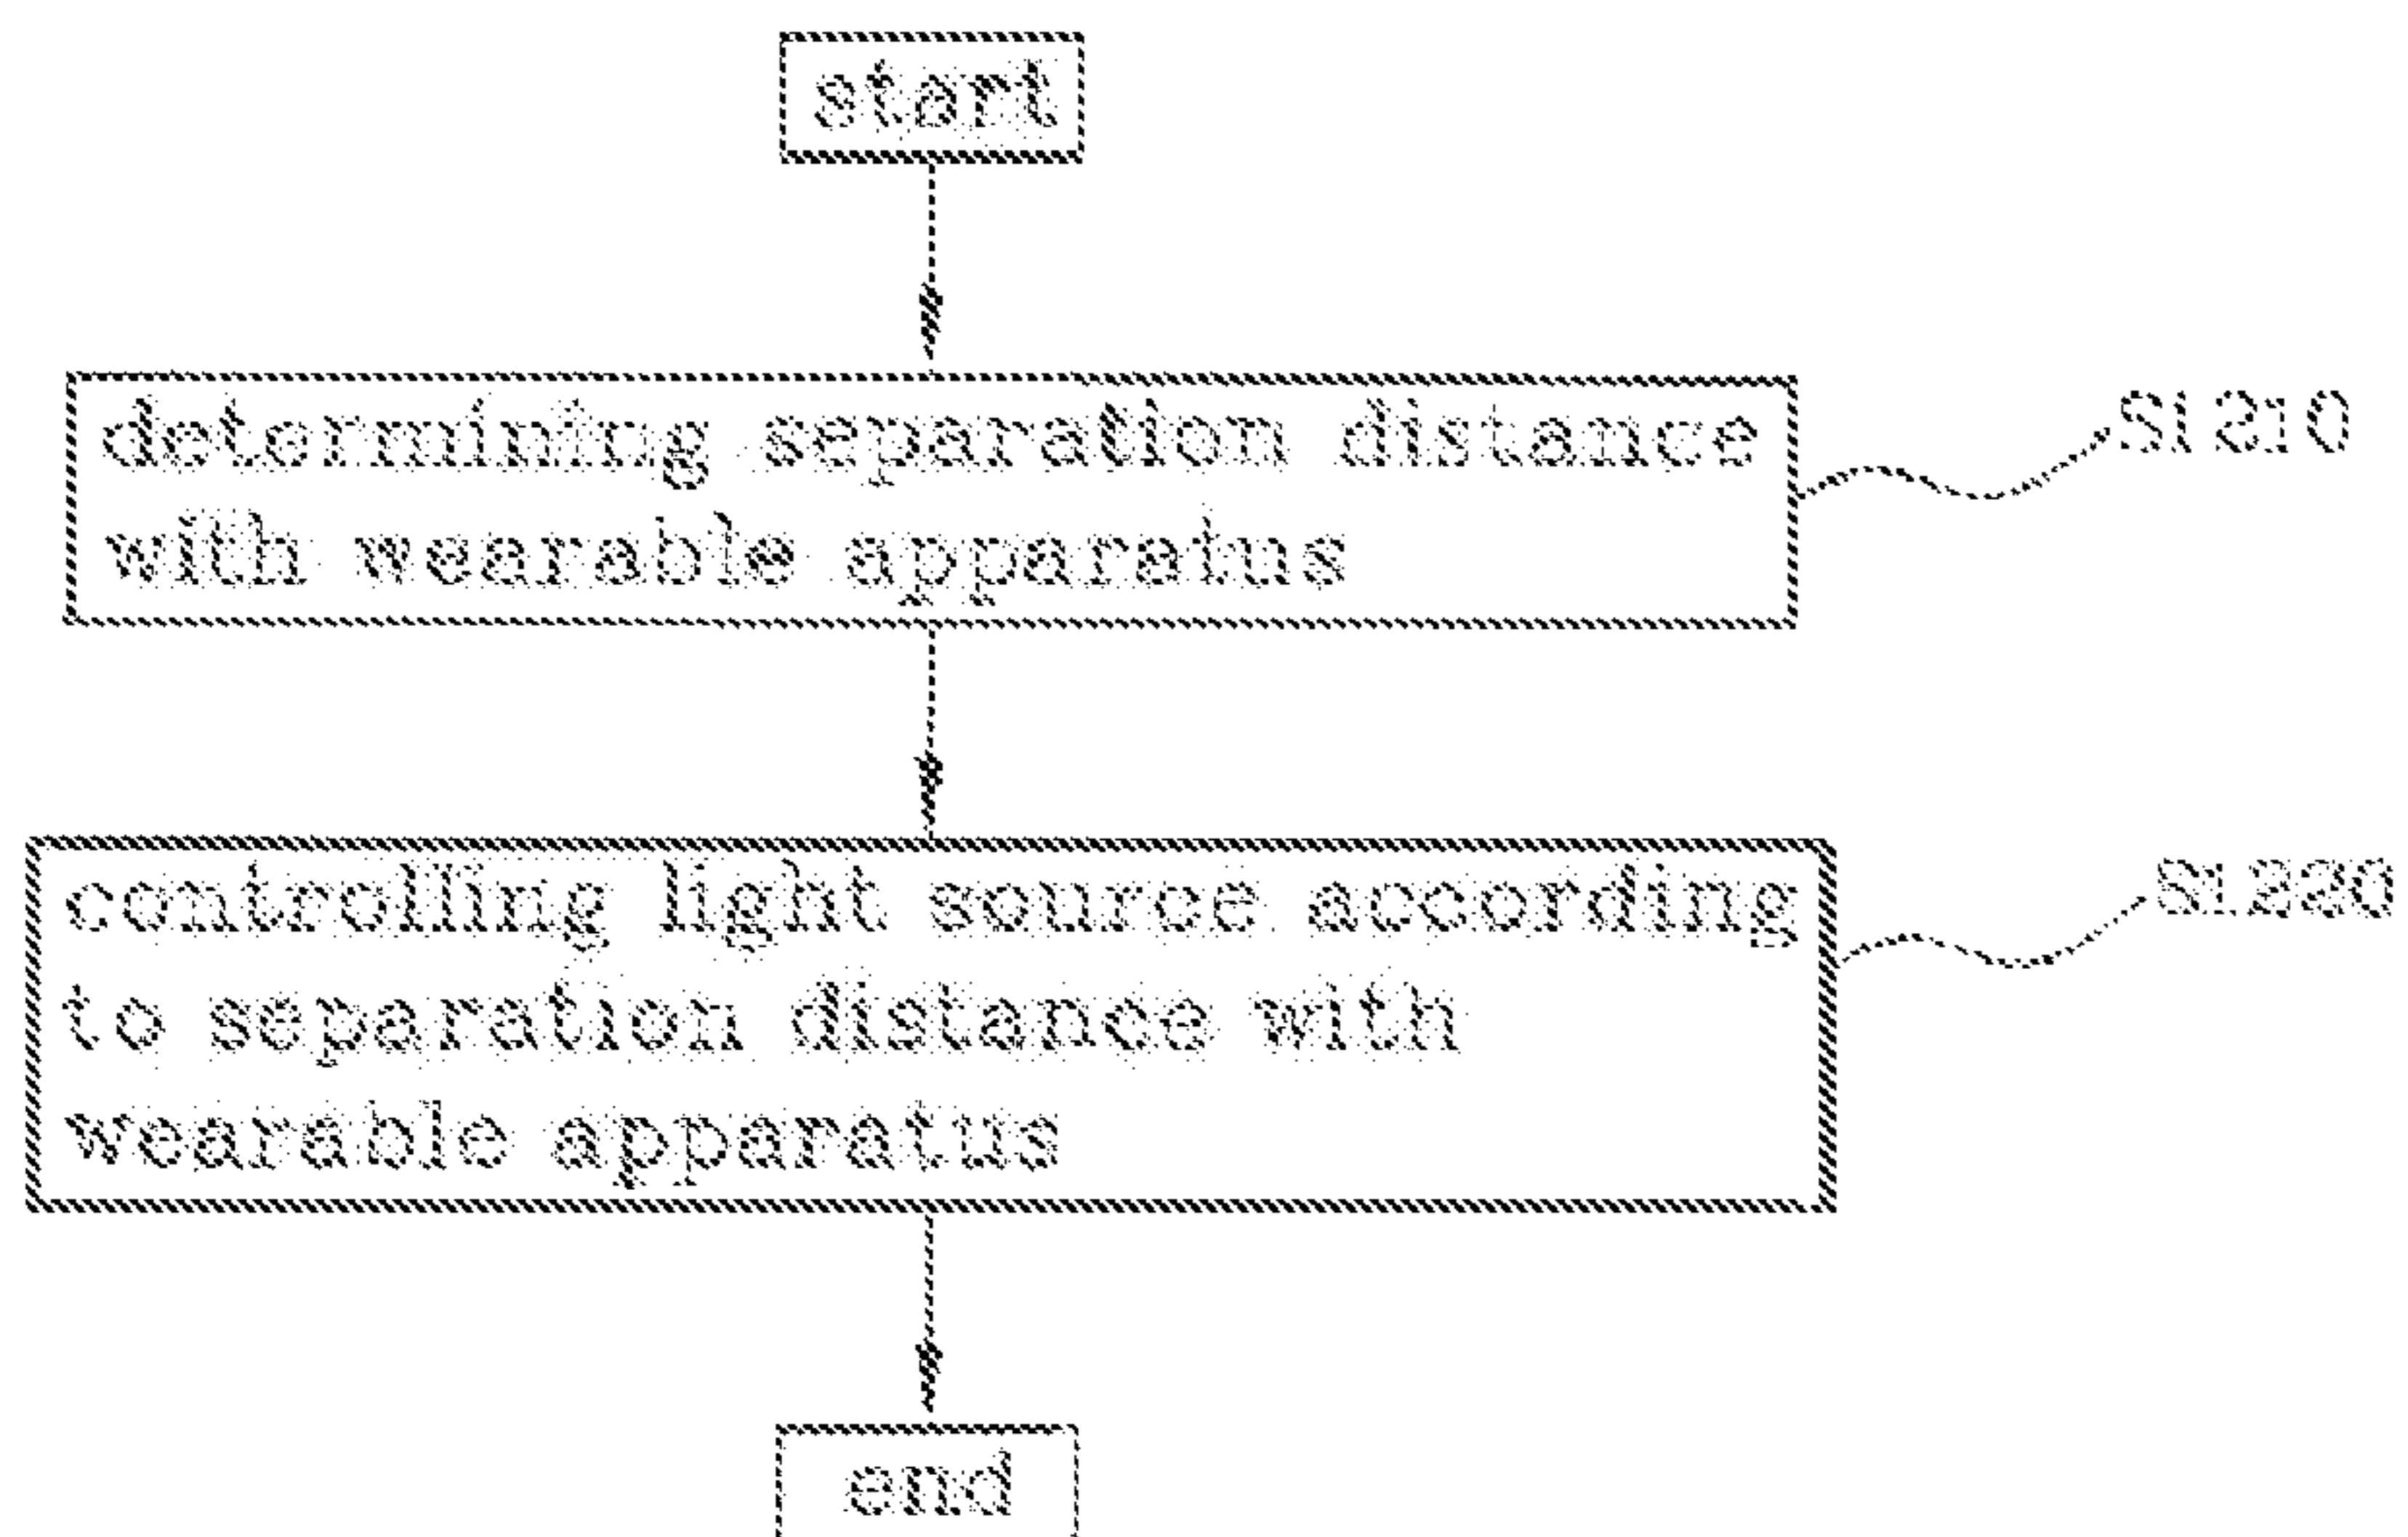 start
determining separation distance
with wearable apparatus
S1210
controlling light source according
to separation distance with
wearable apparatus
S1220
end